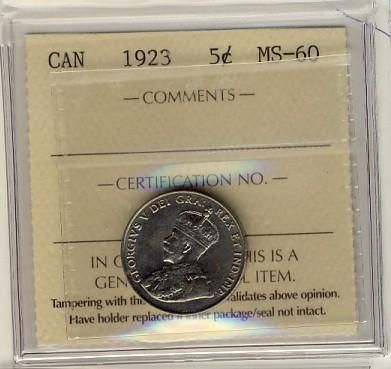 CAN 1923 5¢ MS-60
— COMMENTS —
— CERTIFICATION NO. —
GEORGIVS V DEI GRA: REX ET IND: IMP:
IN IS A
GEN ITEM.
Tampering with the validates above opinion.
Have holder replaced if inner package/seal not intact.